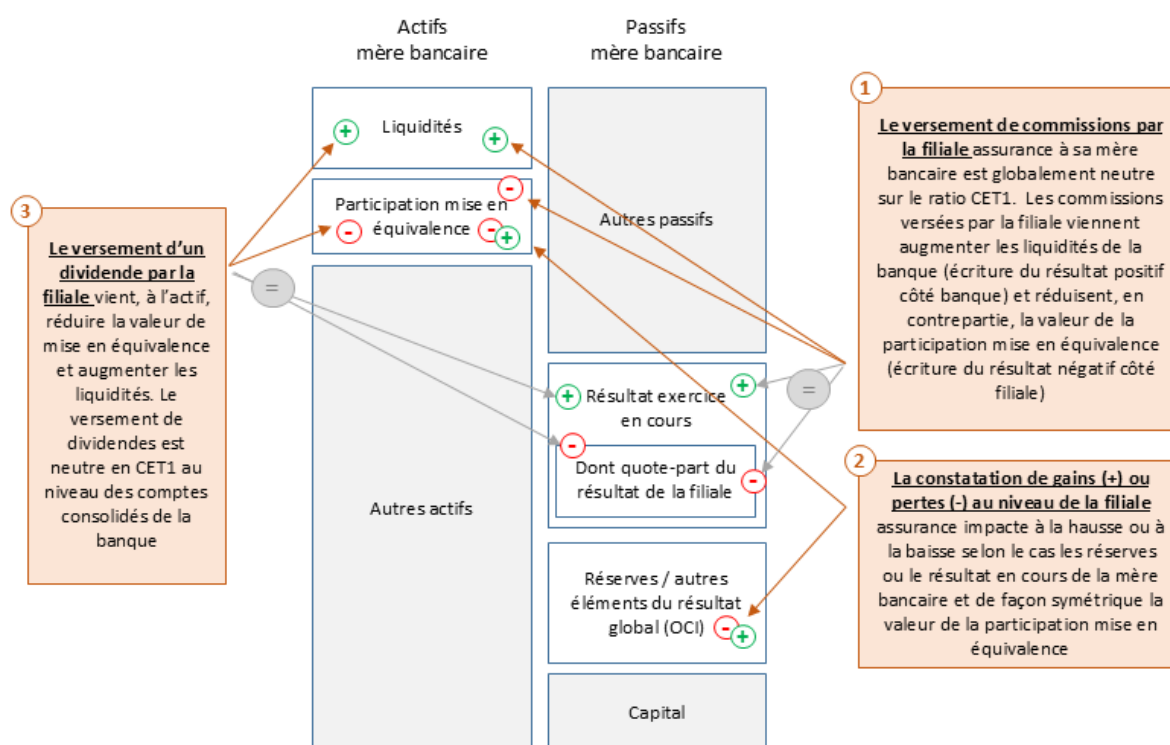 Actifs
mère bancaire
Passifs
mère bancaire
+
Liquidités
+
Participation mise en
équivalence
-
-
-
+
Autres actifs
Autres passifs
+
Résultat exercice
en cours
+
-
Dont quote-part du
résultat de la filiale
-
Réserves / autres
éléments du résultat
global (OCI)
-
+
Capital
=
=
1
Le versement de commissions par
la filiale assurance à sa mère
bancaire est globalement neutre
sur le ratio CET1. Les commissions
versées par la filiale viennent
augmenter les liquidités de la
banque (écriture du résultat positif
côté banque) et réduisent, en
contrepartie, la valeur de la
participation mise en équivalence
(écriture du résultat négatif côté
filiale)
2
La constatation de gains (+) ou
pertes (-) au niveau de la filiale
assurance impacte à la hausse ou à
la baisse selon le cas les réserves
ou le résultat en cours de la mère
bancaire et de façon symétrique la
valeur de la participation mise en
équivalence
3
Le versement d'un
dividende par la
filiale vient, à l'actif,
réduire la valeur de
mise en équivalence
et augmenter les
liquidités. Le
versement de
dividendes est
neutre en CET1 au
niveau des comptes
consolidés de la
banque